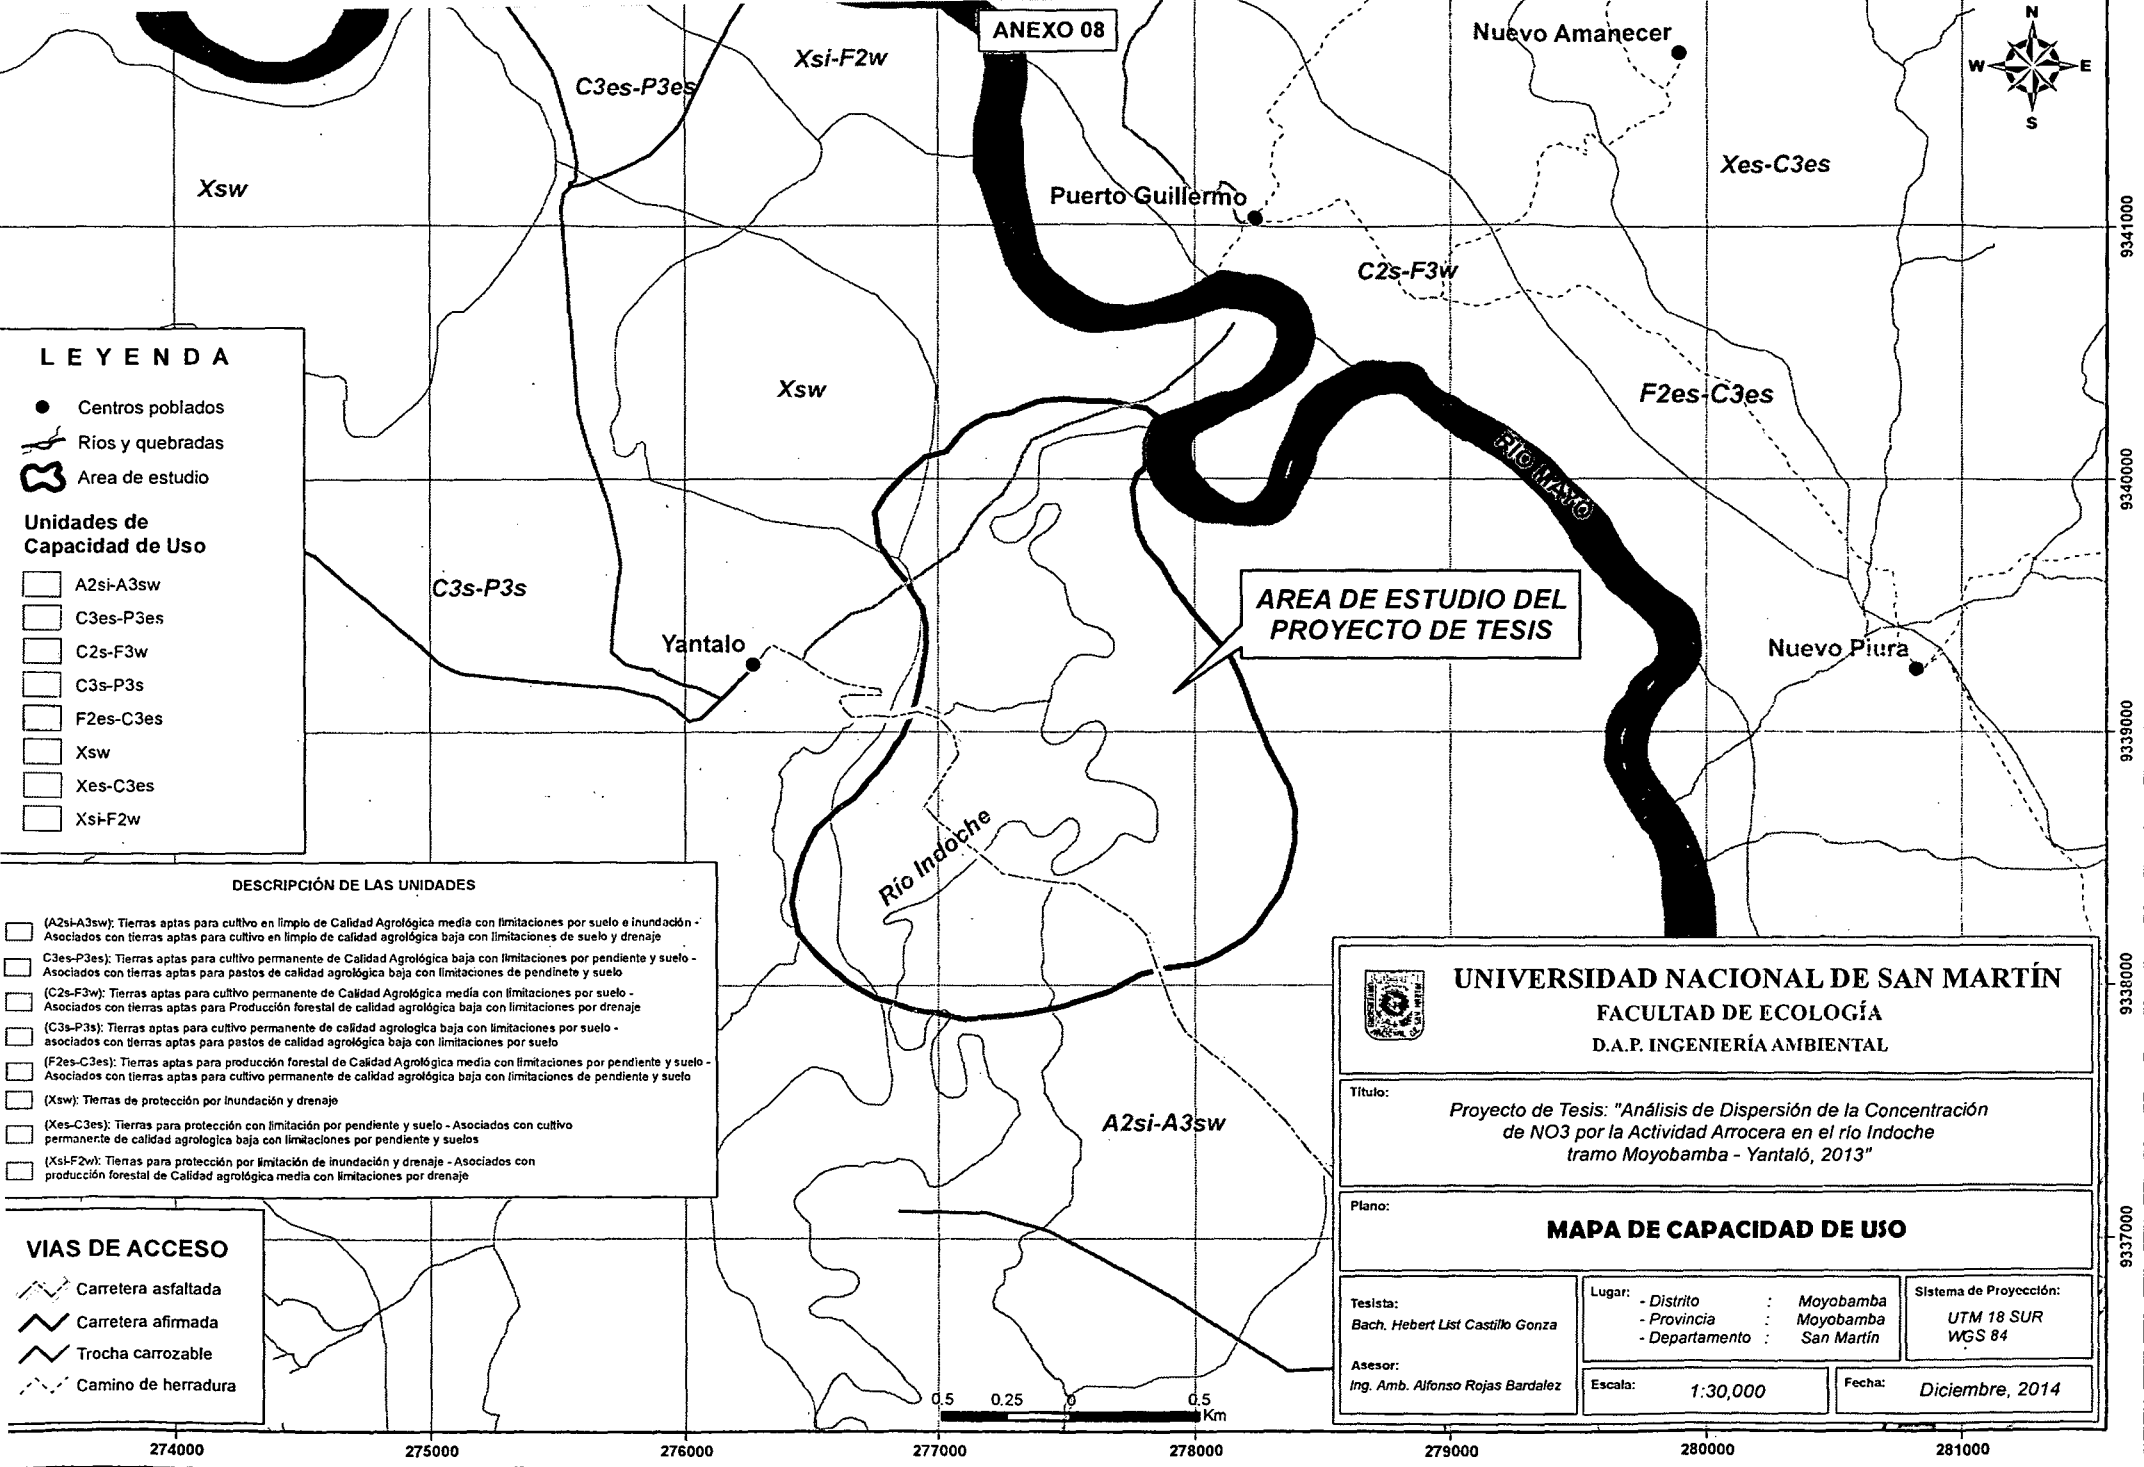 ANEXO 08
Nuevo Amanecer
N
W
E
S
Xsi-F2w
C3es-P3es
Xsw
Puerto Guillermo
Xes-C3es
C2s-F3w
Xsw
F2es-C3es
RIO MAYO
C3s-P3s
Yantalo
AREA DE ESTUDIO DEL
PROYECTO DE TESIS
Nuevo Piura
Río Indoche
A2si-A3sw
9341000
9340000
9339000
9338000
9337000
LEYENDA
Centros poblados
Rios y quebradas
Area de estudio
Unidades de
Capacidad de Uso
A2si-A3sw
C3es-P3es
C2s-F3w
C3s-P3s
F2es-C3es
Xsw
Xes-C3es
Xsi-F2w
DESCRIPCIÓN DE LAS UNIDADES
(A2si-A3sw): Tierras aptas para cultivo en limpio de Calidad Agrológica media con limitaciones por suelo e inundación -
Asociados con tierras aptas para cultivo en limpio de calidad agrológica baja con limitaciones de suelo y drenaje
C3es-P3es): Tierras aptas para cultivo permanente de Calidad Agrológica baja con limitaciones por pendiente y suelo -
Asociados con tierras aptas para pastos de calidad agrológica baja con limitaciones de pendinete y suelo
(C2s-F3w): Tierras aptas para cultivo permanente de Calidad Agrológica media con limitaciones por suelo -
Asociados con tierras aptas para Producción forestal de calidad agrológica baja con limitaciones por drenaje
(C3s-P3s): Tierras aptas para cultivo permanente de calidad agrologica baja con limitaciones por suelo -
asociados con tierras aptas para pastos de calidad agrológica baja con limitaciones por suelo
(F2es-C3es): Tierras aptas para producción forestal de Calidad Agrológica media con limitaciones por pendiente y suelo -
Asociados con tierras aptas para cultivo permanente de calidad agrológica baja con limitaciones de pendiente y suelo
(Xsw): Tierras de protección por Inundación y drenaje
(Xes-C3es): Tierras para protección con limitación por pendiente y suelo - Asociados con cultivo
permanente de calidad agrologica baja con limitaciones por pendiente y suelos
(Xsi-F2w): Tierras para protección por limitación de inundación y drenaje - Asociados con
producción forestal de Calidad agrológica media con limitaciones por drenaje
VIAS DE ACCESO
Carretera asfaltada
Carretera afirmada
Trocha carrozable
Camino de herradura
0.5 0.25 0 0.5
Km
UNIVERSIDAD NACIONAL DE SAN MARTÍN
FACULTAD DE ECOLOGÍA
D.A.P. INGENIERÍA AMBIENTAL
Título:
Proyecto de Tesis: "Análisis de Dispersión de la Concentración
de NO3 por la Actividad Arrocera en el río Indoche
tramo Moyobamba - Yantaló, 2013"
Plano:
MAPA DE CAPACIDAD DE USO
Tesista:
Bach. Hebert List Castillo Gonza
Asesor:
Ing. Amb. Alfonso Rojas Bardalez
Lugar:
- Distrito : Moyobamba
- Provincia : Moyobamba
- Departamento : San Martín
Sistema de Proyección:
UTM 18 SUR
WGS 84
Escala: 1:30,000
Fecha: Diciembre, 2014
274000 275000 276000 277000 278000 279000 280000 281000